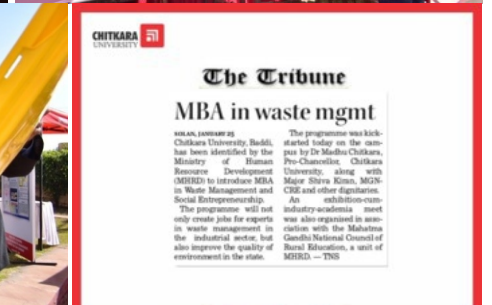 CHITKARA
UNIVERSITY
The Tribune
MBA in waste mgmt
SOLAN, JANUARY 25
Chitkara University, Baddi,
has been identified by the
Ministry of Human
Resource Development
(MHRD) to introduce MBA
in Waste Management and
Social Entrepreneurship.
The programme will not
only create jobs for experts
in waste management in
the industrial sector, but
also improve the quality of
environment in the state.
The programme was kick-
started today on the cam-
pus by Dr Madhu Chitkara,
Pro-Chancellor, Chitkara
University, along with
Major Shiva Kiran, MGN-
CRE and other dignitaries.
An exhibition-cum-
industry-academia meet
was also organised in asso-
ciation with the Mahatma
Gandhi National Council of
Rural Education, a unit of
MHRD. — TNS